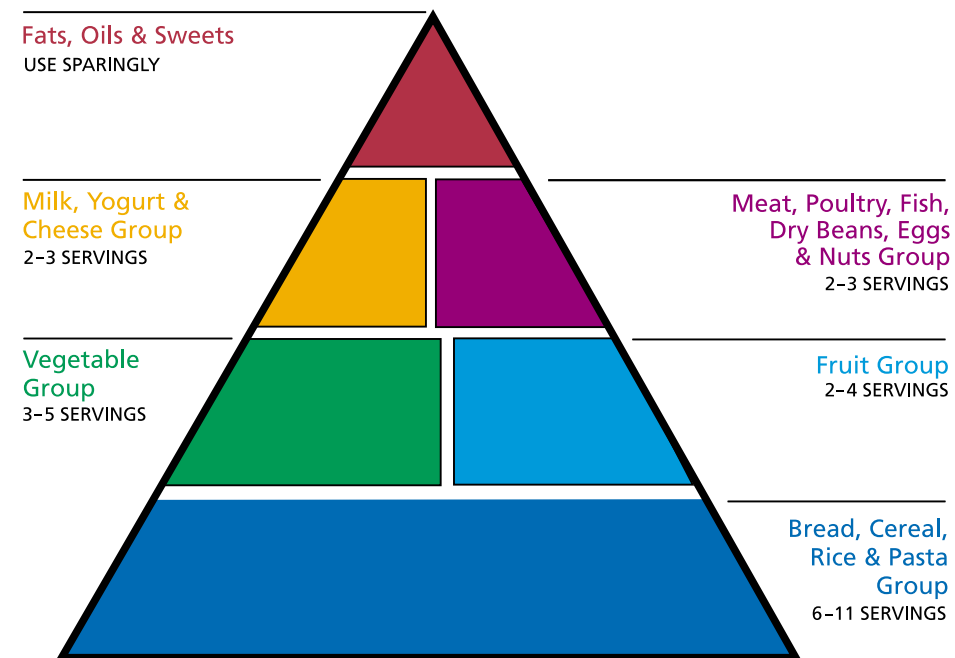 Fats, Oils & Sweets
USE SPARINGLY
Milk, Yogurt &
Cheese Group
2–3 SERVINGS
Meat, Poultry, Fish,
Dry Beans, Eggs
& Nuts Group
2–3 SERVINGS
Vegetable
Group
3–5 SERVINGS
Fruit Group
2–4 SERVINGS
Bread, Cereal,
Rice & Pasta
Group
6–11 SERVINGS